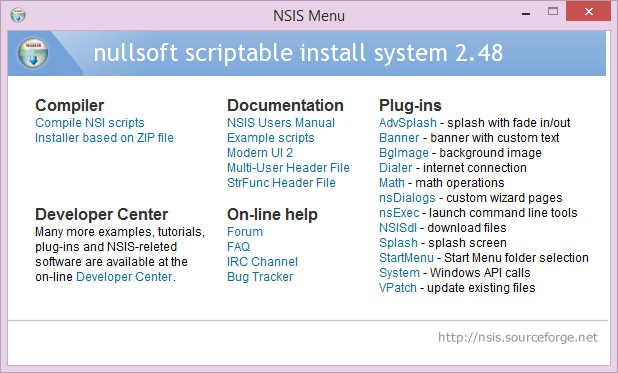 NSIS Menu
nullsoft scriptable install system 2.48
Compiler
Compile NSI scripts
Installer based on ZIP file
Developer Center
Many more examples, tutorials,
plug-ins and NSIS-releted
software are available at the
on-line Developer Center.
Documentation
NSIS Users Manual
Example scripts
Modern UI 2
Multi-User Header File
StrFunc Header File
On-line help
Forum
FAQ
IRC Channel
Bug Tracker
Plug-ins
AdvSplash - splash with fade in/out
Banner - banner with custom text
BgImage - background image
Dialer - internet connection
Math - math operations
nsDialogs - custom wizard pages
nsExec - launch command line tools
NSISdl - download files
Splash - splash screen
StartMenu - Start Menu folder selection
System - Windows API calls
VPatch - update existing files
http://nsis.sourceforge.net